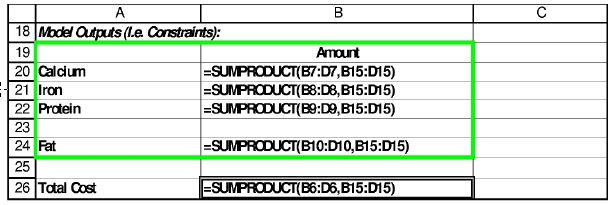 A B C
18 Model Outputs (I.e. Constraints):
19 Amount
20 Calcium =SUMPRODUCT(B7:D7,B15:D15)
21 Iron =SUMPRODUCT(B8:D8,B15:D15)
22 Protein =SUMPRODUCT(B9:D9,B15:D15)
23
24 Fat =SUMPRODUCT(B10:D10,B15:D15)
25
26 Total Cost =SUMPRODUCT(B6:D6,B15:D15)